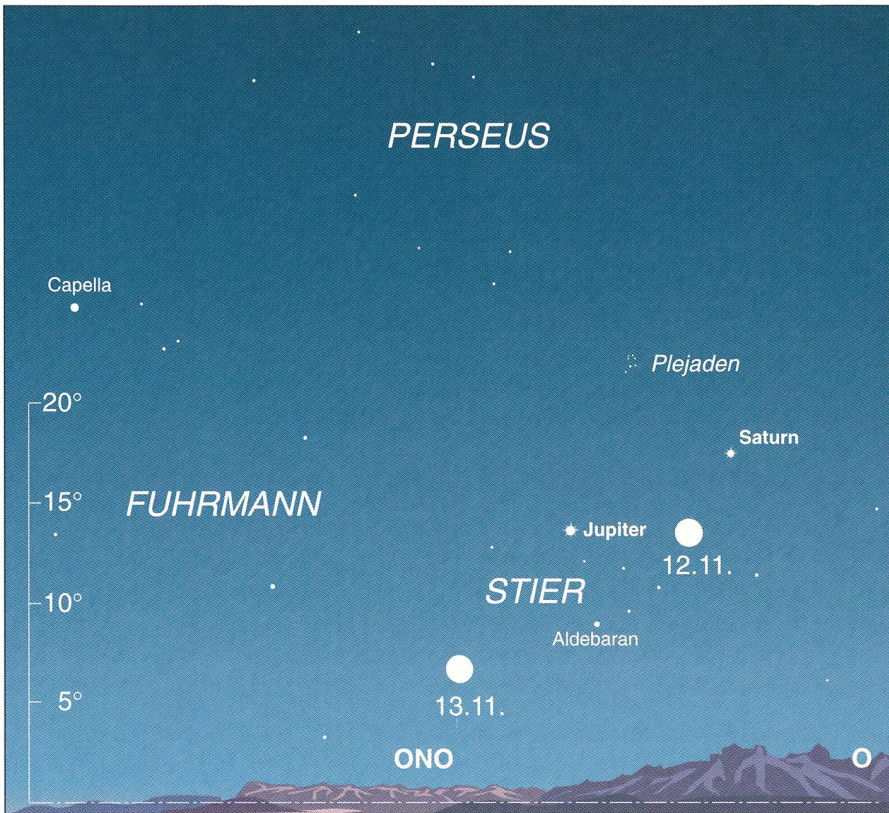 PERSEUS
Capella
Plejaden
20°
Saturn
15°
FUHRMANN
Jupiter
12.11.
STIER
10°
Aldebaran
5°
13.11.
ONO
O